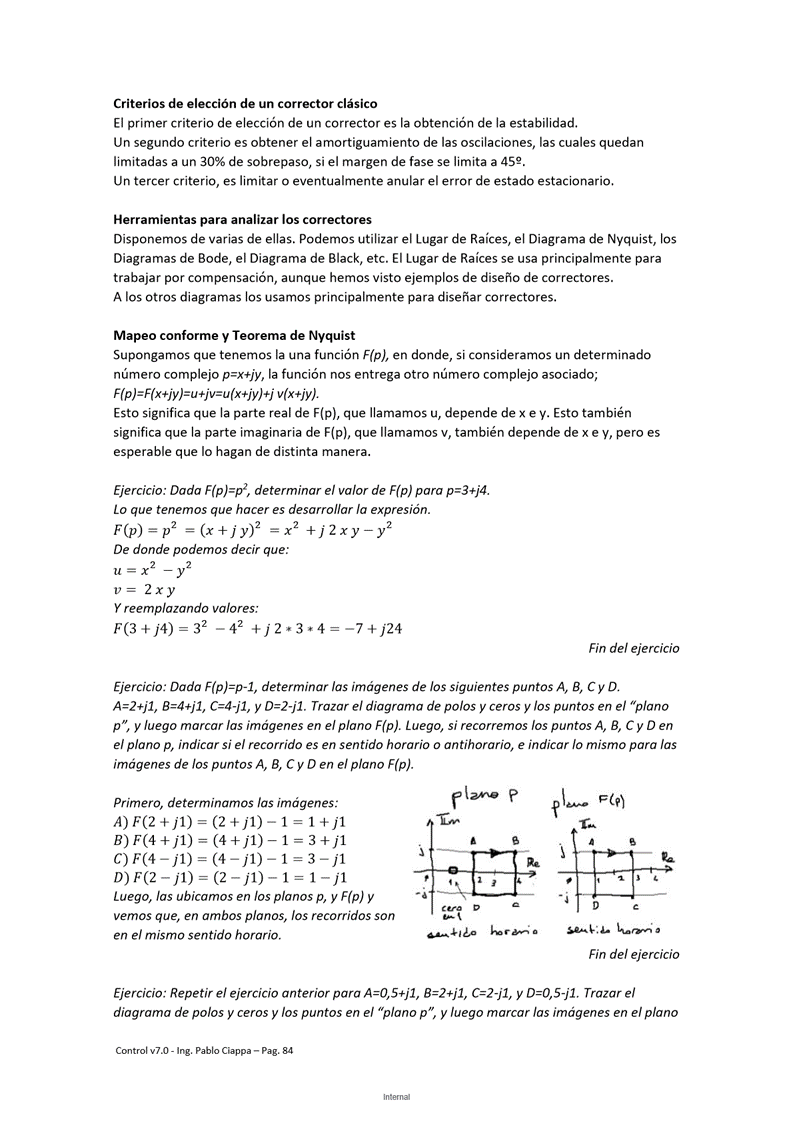 Criterios de elección de un corrector clásico
El primer criterio de elección de un corrector es la obtención de la estabilidad.
Un segundo criterio es obtener el amortiguamiento de las oscilaciones, las cuales quedan
limitadas a un 30% de sobrepaso, si el margen de fase se limita a 45º.
Un tercer criterio, es limitar o eventualmente anular el error de estado estacionario.
Herramientas para analizar los correctores
Disponemos de varias de ellas. Podemos utilizar el Lugar de Raíces, el Diagrama de Nyquist, los
Diagramas de Bode, el Diagrama de Black, etc. El Lugar de Raíces se usa principalmente para
trabajar por compensación, aunque hemos visto ejemplos de diseño de correctores.
A los otros diagramas los usamos principalmente para diseñar correctores.
Mapeo conforme y Teorema de Nyquist
Supongamos que tenemos la una función F(p), en donde, si consideramos un determinado
número complejo p=x+jy, la función nos entrega otro número complejo asociado;
F(p)=F(x+jy)=u+jv=u(x+jy)+j v(x+jy).
Esto significa que la parte real de F(p), que llamamos u, depende de x e y. Esto también
significa que la parte imaginaria de F(p), que llamamos v, también depende de x e y, pero es
esperable que lo hagan de distinta manera.
Ejercicio: Dada F(p)=p², determinar el valor de F(p) para p=3+j4.
Lo que tenemos que hacer es desarrollar la expresión.
F(p) = p² = (x + j y)² = x² + j 2 x y − y²
De donde podemos decir que:
u = x² − y²
v = 2 x y
Y reemplazando valores:
F(3 + j4) = 3² − 4² + j 2 ∗ 3 ∗ 4 = −7 + j24
Fin del ejercicio
Ejercicio: Dada F(p)=p-1, determinar las imágenes de los siguientes puntos A, B, C y D.
A=2+j1, B=4+j1, C=4-j1, y D=2-j1. Trazar el diagrama de polos y ceros y los puntos en el “plano
p”, y luego marcar las imágenes en el plano F(p). Luego, si recorremos los puntos A, B, C y D en
el plano p, indicar si el recorrido es en sentido horario o antihorario, e indicar lo mismo para las
imágenes de los puntos A, B, C y D en el plano F(p).
Primero, determinamos las imágenes:
A) F(2 + j1) = (2 + j1) − 1 = 1 + j1
B) F(4 + j1) = (4 + j1) − 1 = 3 + j1
C) F(4 − j1) = (4 − j1) − 1 = 3 − j1
D) F(2 − j1) = (2 − j1) − 1 = 1 − j1
Luego, las ubicamos en los planos p, y F(p) y
vemos que, en ambos planos, los recorridos son
en el mismo sentido horario.
plano P
Im
A B
j
Re
1 2 3 4
-j
cero
en 1
D C
sentido horario
plano F(p)
Im
A B
j
Re
1 2 3 4
-j
D C
sentido horario
Fin del ejercicio
Ejercicio: Repetir el ejercicio anterior para A=0,5+j1, B=2+j1, C=2-j1, y D=0,5-j1. Trazar el
diagrama de polos y ceros y los puntos en el “plano p”, y luego marcar las imágenes en el plano
Control v7.0 - Ing. Pablo Ciappa – Pag. 84
Internal